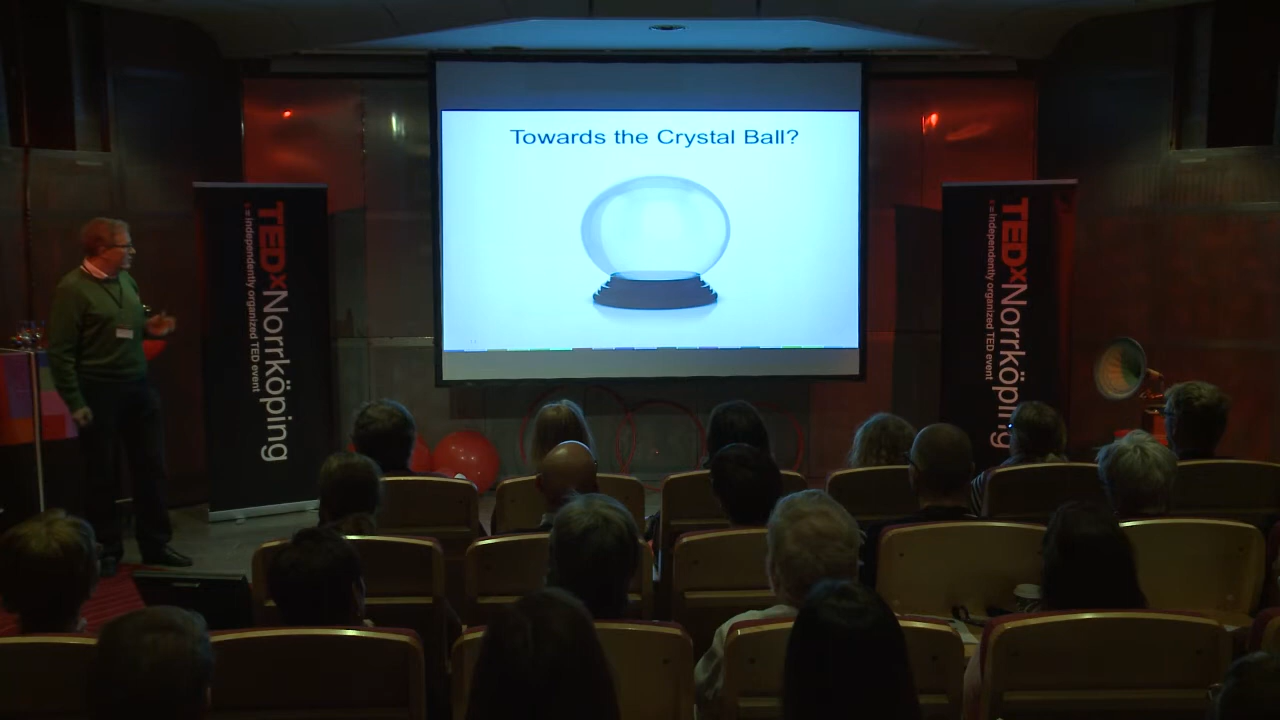 Towards the Crystal Ball?
TEDxNorrköping
x = independently organized TED event
TEDxNorrköping
x = independently organized TED event